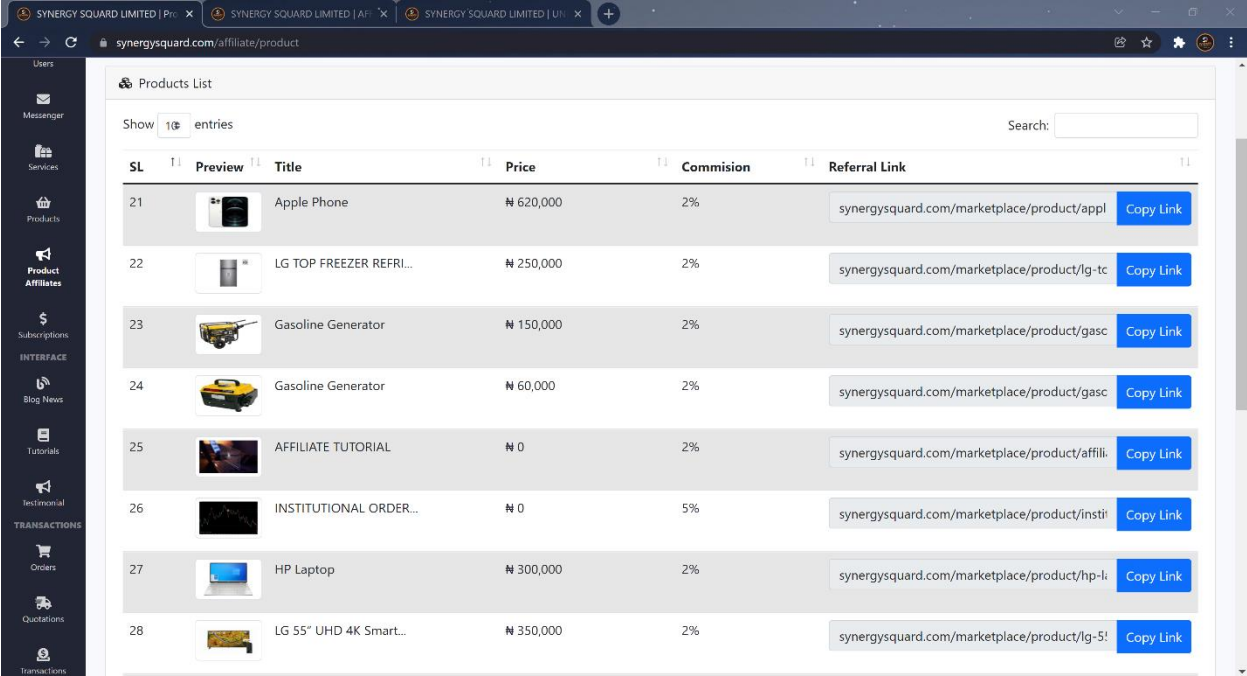 SYNERGY SQUARD LIMITED | Pro
SYNERGY SQUARD LIMITED | AFF
SYNERGY SQUARD LIMITED | UN
synergysquard.com/affiliate/product
Users
Messenger
Services
Products
Product
Affiliates
Subscriptions
INTERFACE
Blog News
Tutorials
Testimonial
TRANSACTIONS
Orders
Quotations
Transactions
Products List
Show 10 entries
Search:
SL Preview Title Price Commision Referral Link
21 Apple Phone ₦ 620,000 2% synergysquard.com/marketplace/product/appl Copy Link
22 LG TOP FREEZER REFRI... ₦ 250,000 2% synergysquard.com/marketplace/product/lg-tc Copy Link
23 Gasoline Generator ₦ 150,000 2% synergysquard.com/marketplace/product/gasc Copy Link
24 Gasoline Generator ₦ 60,000 2% synergysquard.com/marketplace/product/gasc Copy Link
25 AFFILIATE TUTORIAL ₦ 0 2% synergysquard.com/marketplace/product/affili Copy Link
26 INSTITUTIONAL ORDER... ₦ 0 5% synergysquard.com/marketplace/product/instit Copy Link
27 HP Laptop ₦ 300,000 2% synergysquard.com/marketplace/product/hp-la Copy Link
28 LG 55″ UHD 4K Smart... ₦ 350,000 2% synergysquard.com/marketplace/product/lg-5 Copy Link